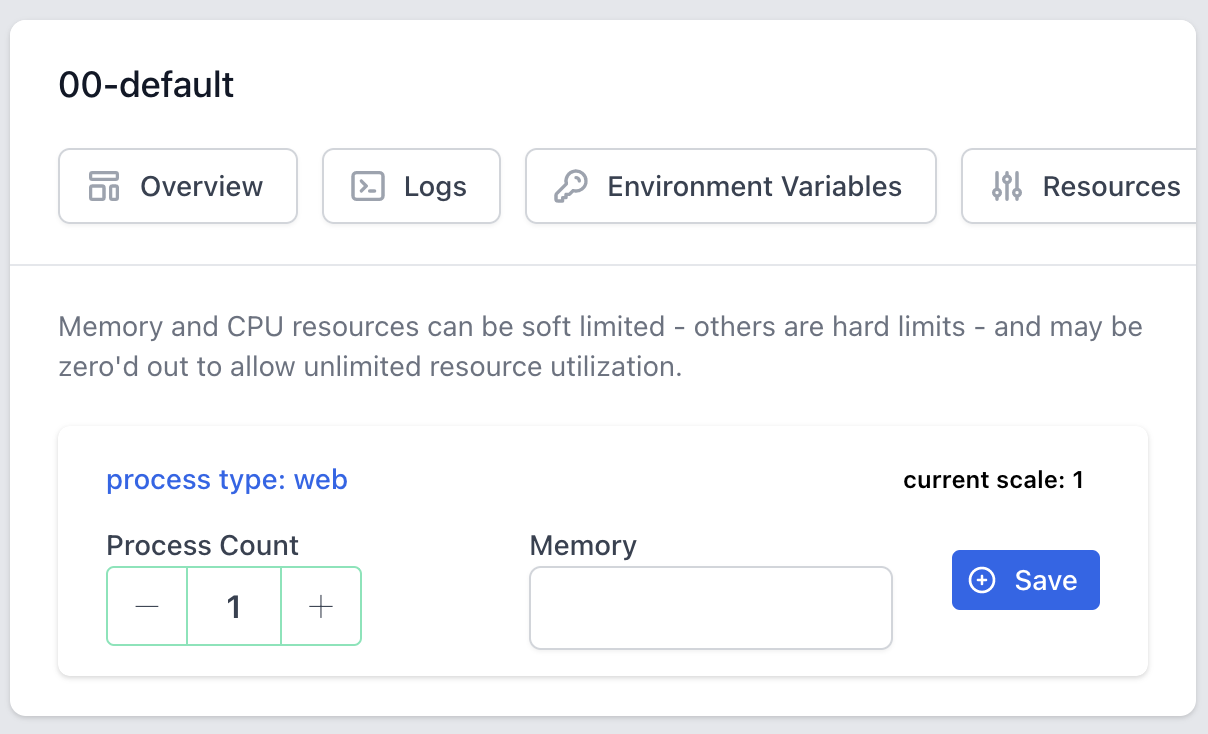 00-default
Overview Logs Environment Variables Resources
Memory and CPU resources can be soft limited - others are hard limits - and may be
zero'd out to allow unlimited resource utilization.
process type: web current scale: 1
Process Count Memory
— 1 + Save